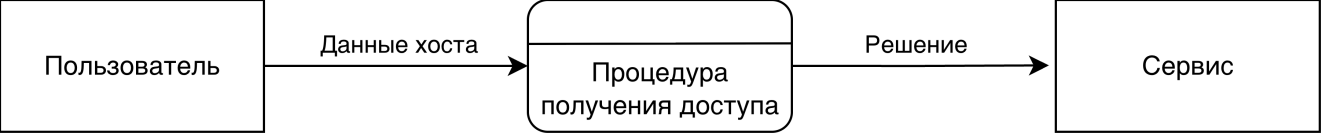 Пользователь
Данные хоста
Процедура
получения доступа
Решение
Сервис